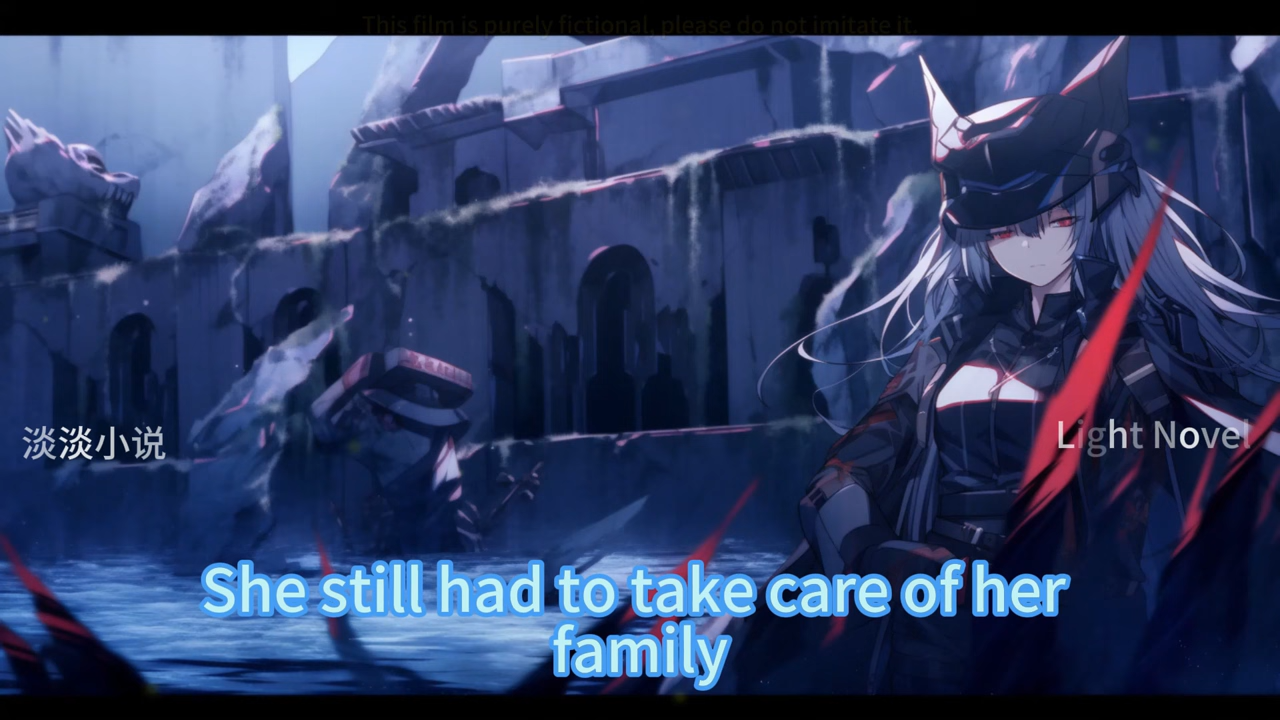 This film is purely fictional, please do not imitate it.
淡淡小说
Light Novel
She still had to take care of her
family